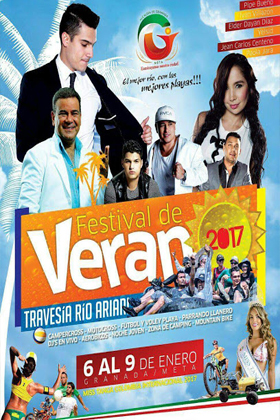 Pipe Bueno
Elder Dayan Díaz
Jean Carlos Centeno
El mejor río, con las
mejores playas!!!
Festival de
Verano
2017
TRAVESÍA RÍO ARIARI
CAMPERCROSS - MOTOCROSS - FÚTBOL Y VOLEY PLAYA - PARRANDO LLANERO
DJ'S EN VIVO - AERÓBICOS - NOCHE JOVEN - ZONA DE CAMPING - MOUNTAIN BIKE
6 AL 9 DE ENERO
GRANADA/META